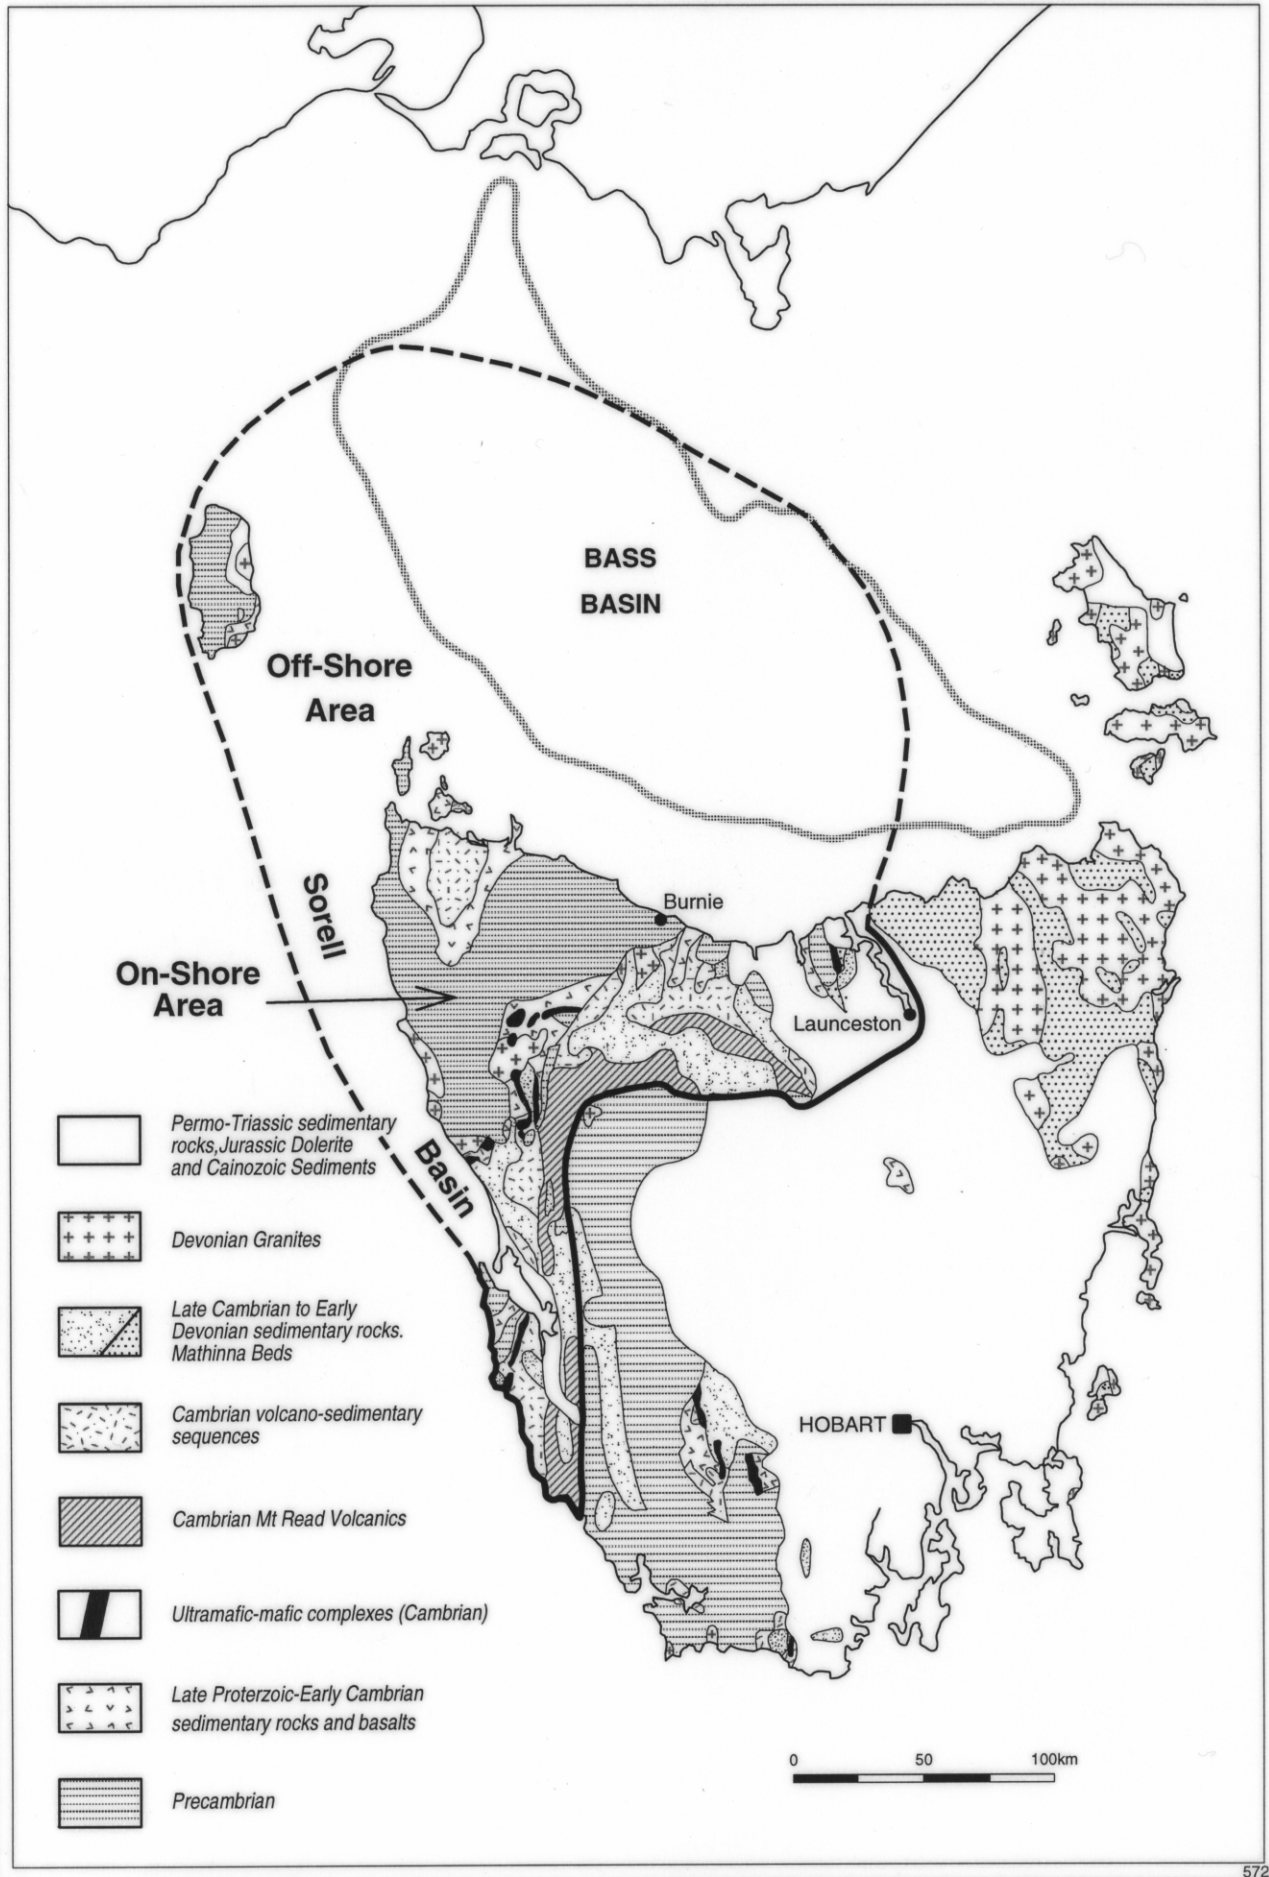 BASS
BASIN
Off-Shore
Area
Sorell
Burnie
On-Shore
Area
Launceston
Basin
HOBART
Permo-Triassic sedimentary
rocks,Jurassic Dolerite
and Cainozoic Sediments
Devonian Granites
Late Cambrian to Early
Devonian sedimentary rocks.
Mathinna Beds
Cambrian volcano-sedimentary
sequences
Cambrian Mt Read Volcanics
Ultramafic-mafic complexes (Cambrian)
Late Proterzoic-Early Cambrian
sedimentary rocks and basalts
Precambrian
0 50 100km
572